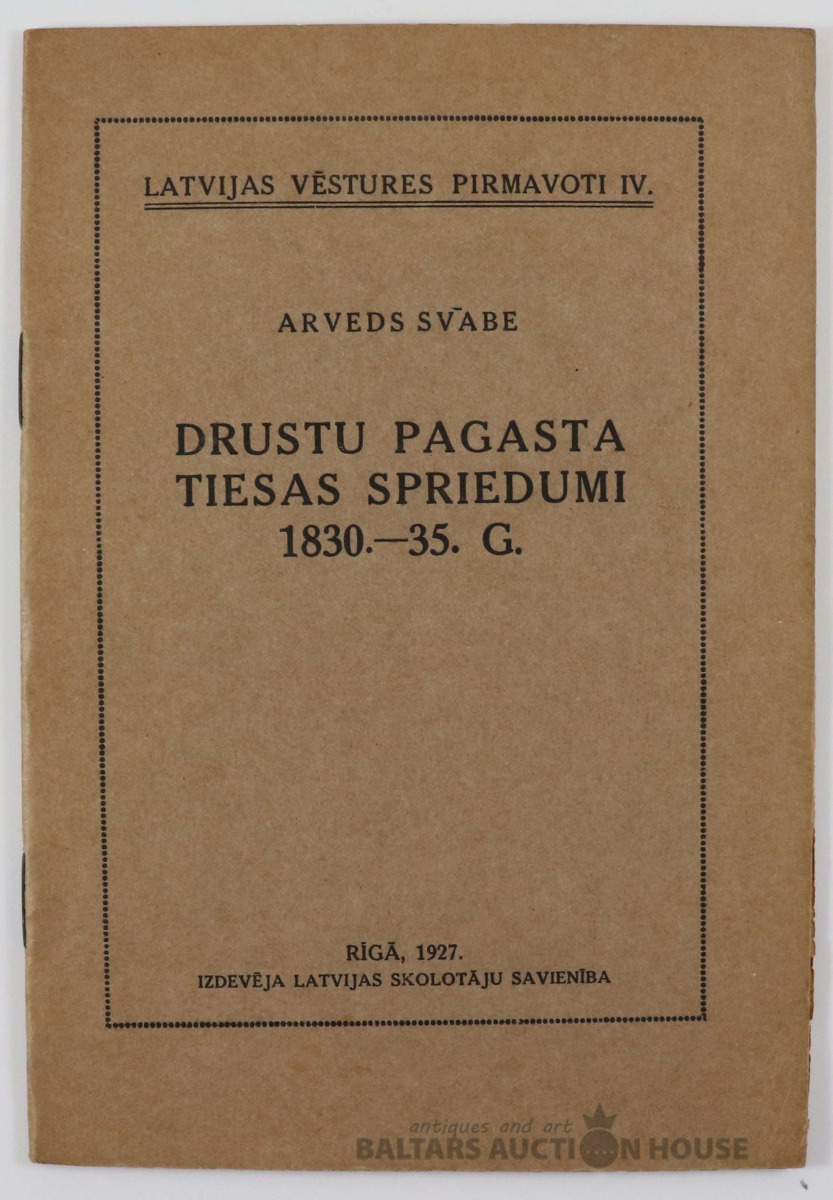 LATVIJAS VĒSTURES PIRMAVOTI IV.
ARVEDS SVĀBE
DRUSTU PAGASTA
TIESAS SPRIEDUMI
1830.—35. G.
RĪGĀ, 1927.
IZDEVĒJA LATVIJAS SKOLOTĀJU SAVIENĪBA
antiques and art
BALTARS AUCTION HOUSE